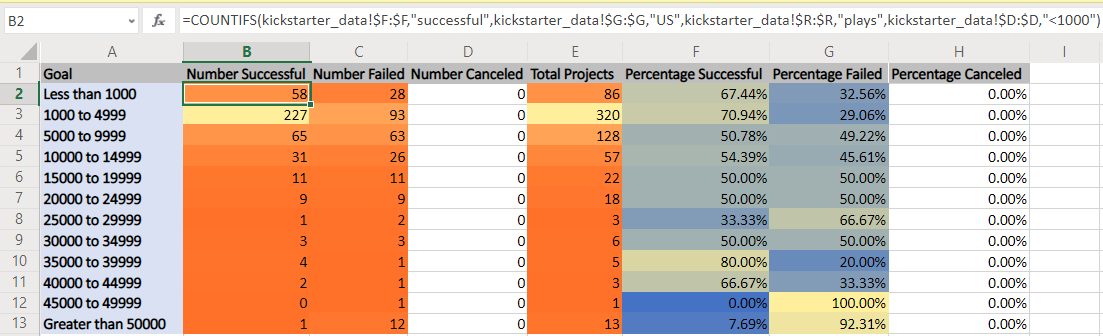 B2 fx =COUNTIFS(kickstarter_data!$F:$F,"successful",kickstarter_data!$G:$G,"US",kickstarter_data!$R:$R,"plays",kickstarter_data!$D:$D,"<1000")
A B C D E F G H I
1 Goal Number Successful Number Failed Number Canceled Total Projects Percentage Successful Percentage Failed Percentage Canceled
2 Less than 1000 58 28 0 86 67.44% 32.56% 0.00%
3 1000 to 4999 227 93 0 320 70.94% 29.06% 0.00%
4 5000 to 9999 65 63 0 128 50.78% 49.22% 0.00%
5 10000 to 14999 31 26 0 57 54.39% 45.61% 0.00%
6 15000 to 19999 11 11 0 22 50.00% 50.00% 0.00%
7 20000 to 24999 9 9 0 18 50.00% 50.00% 0.00%
8 25000 to 29999 1 2 0 3 33.33% 66.67% 0.00%
9 30000 to 34999 3 3 0 6 50.00% 50.00% 0.00%
10 35000 to 39999 4 1 0 5 80.00% 20.00% 0.00%
11 40000 to 44999 2 1 0 3 66.67% 33.33% 0.00%
12 45000 to 49999 0 1 0 1 0.00% 100.00% 0.00%
13 Greater than 50000 1 12 0 13 7.69% 92.31% 0.00%